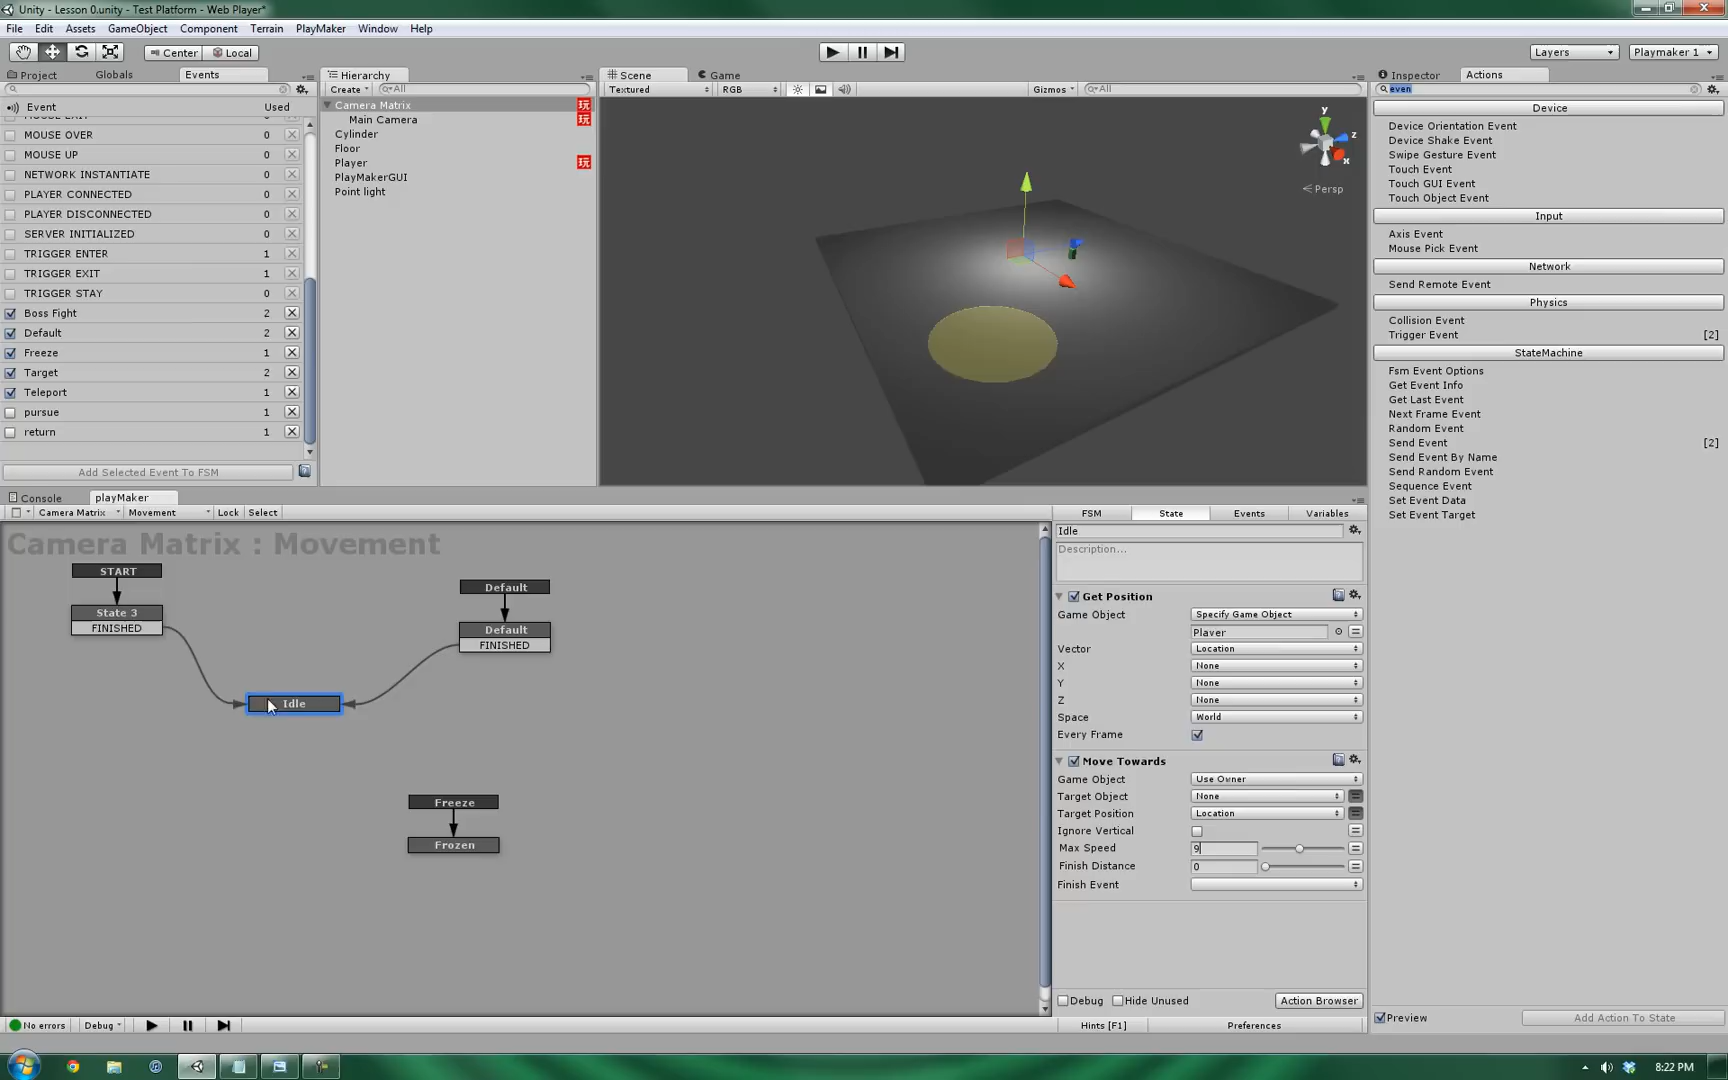 Unity - Lesson 0.unity - Test Platform - Web Player*
File Edit Assets GameObject Component Terrain PlayMaker Window Help
Center Local Layers Playmaker 1
Project Globals Events
Event Used
MOUSE OVER 0
MOUSE UP 0
NETWORK INSTANTIATE 0
PLAYER CONNECTED 0
PLAYER DISCONNECTED 0
SERVER INITIALIZED 0
TRIGGER ENTER 1
TRIGGER EXIT 1
TRIGGER STAY 0
Boss Fight 2
Default 2
Freeze 1
Target 2
Teleport 1
pursue 1
return 1
Add Selected Event To FSM
Hierarchy
Create All
Camera Matrix 玩
Main Camera 玩
Cylinder
Floor
Player 玩
PlayMakerGUI
Point light
Scene Game
Textured RGB Gizmos All
y
z
x
Persp
Inspector Actions
even
Device
Device Orientation Event
Device Shake Event
Swipe Gesture Event
Touch Event
Touch GUI Event
Touch Object Event
Input
Axis Event
Mouse Pick Event
Network
Send Remote Event
Physics
Collision Event
Trigger Event [2]
StateMachine
Fsm Event Options
Get Event Info
Get Last Event
Next Frame Event
Random Event
Send Event [2]
Send Event By Name
Send Random Event
Sequence Event
Set Event Data
Set Event Target
Preview Add Action To State
Console playMaker
Camera Matrix Movement Lock Select
Camera Matrix : Movement
START
State 3
FINISHED
Default
Default
FINISHED
Idle
Freeze
Frozen
FSM State Events Variables
Idle
Description...
Get Position
Game Object Specify Game Object
Player
Vector Location
X None
Y None
Z None
Space World
Every Frame
Move Towards
Game Object Use Owner
Target Object None
Target Position Location
Ignore Vertical
Max Speed 9
Finish Distance 0
Finish Event
Debug Hide Unused Action Browser
Hints [F1] Preferences
No errors Debug
8:22 PM